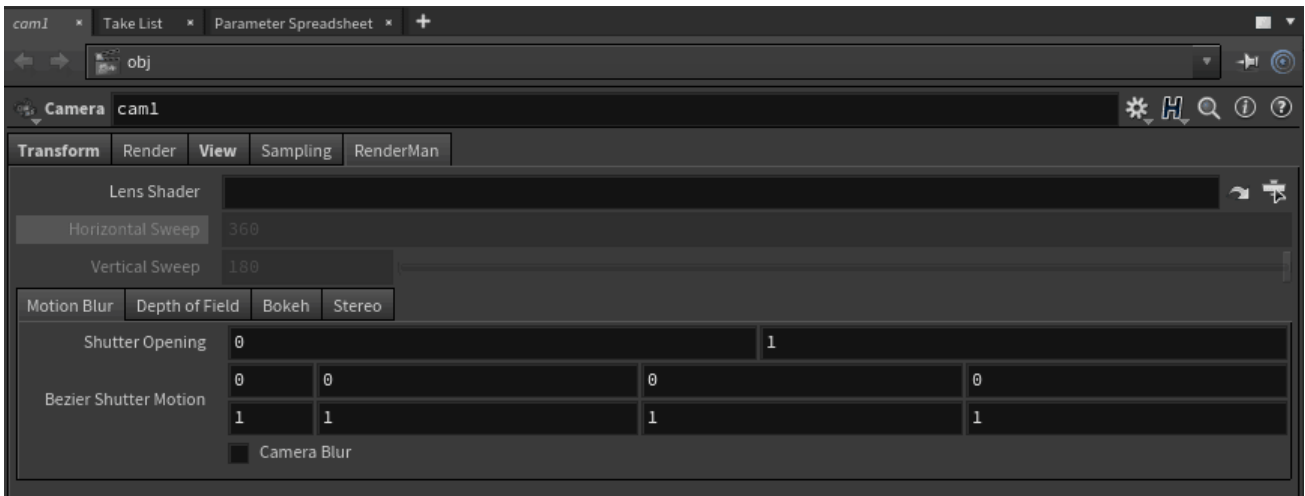 cam1 × Take List × Parameter Spreadsheet × +
obj
Camera cam1
Transform Render View Sampling RenderMan
Lens Shader
Horizontal Sweep 360
Vertical Sweep 180
Motion Blur Depth of Field Bokeh Stereo
Shutter Opening 0 1
Bezier Shutter Motion
0 0 0 0
1 1 1 1
Camera Blur